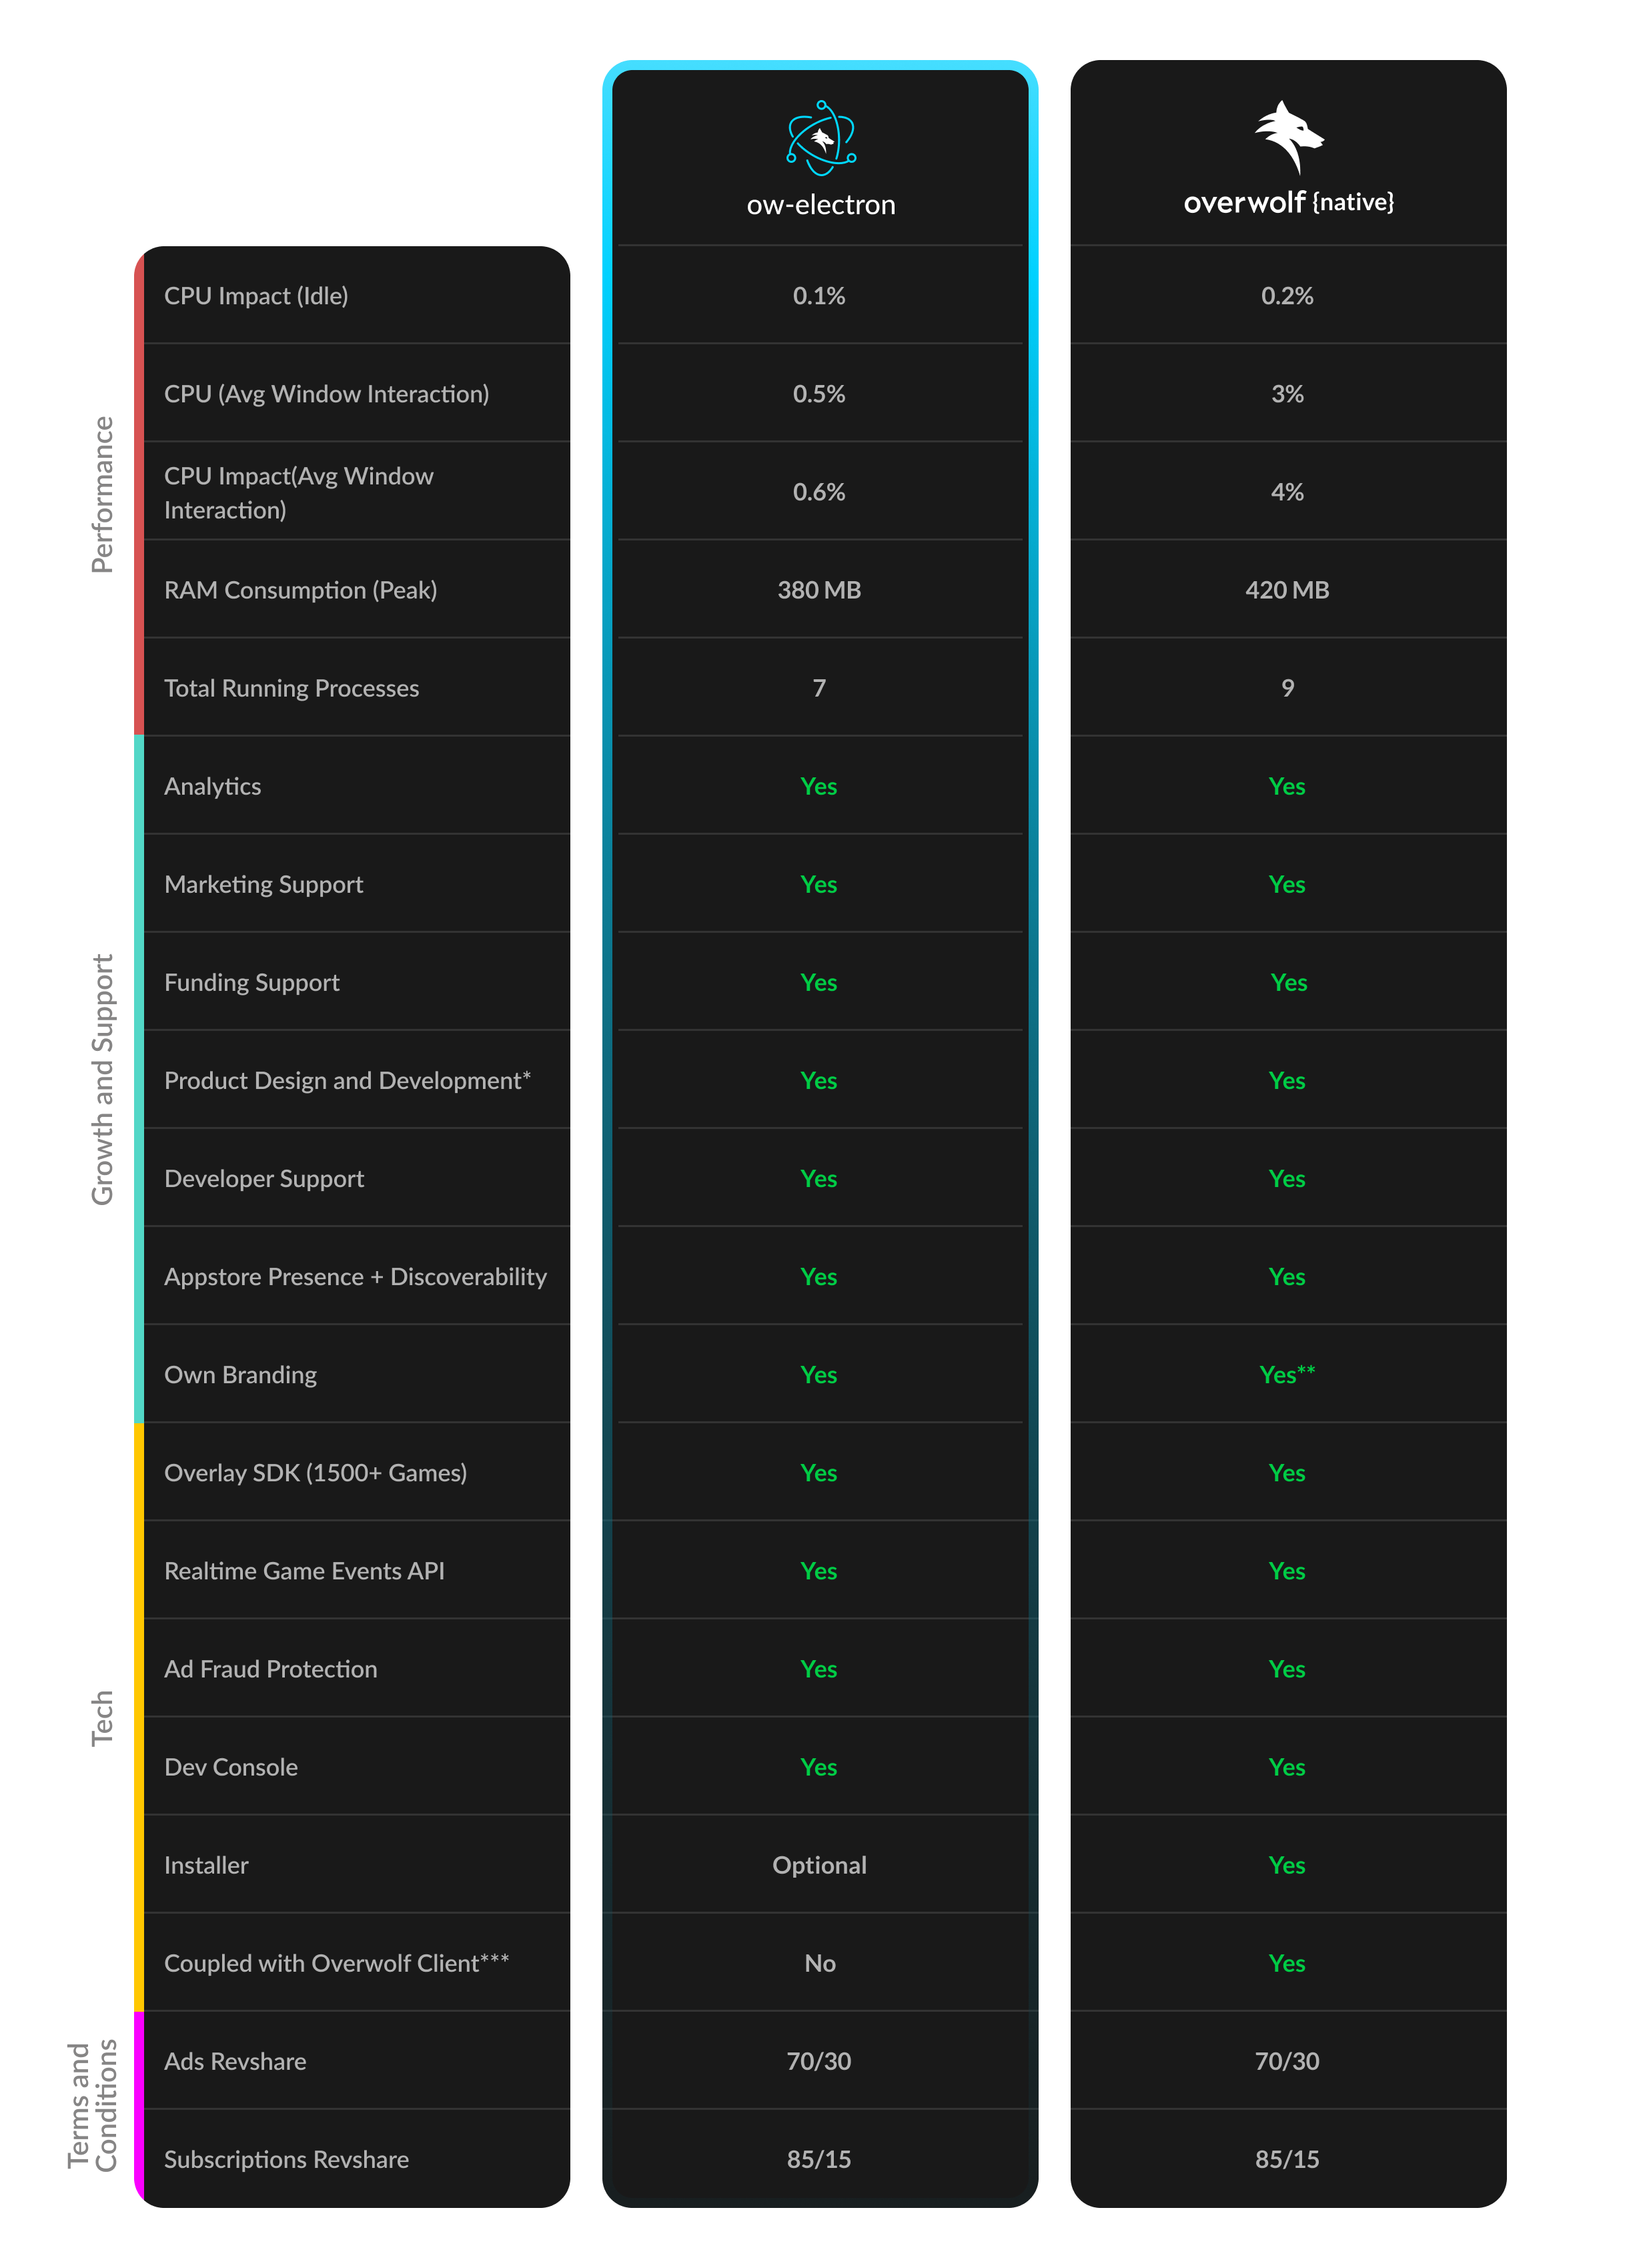 ow-electron
overwolf {native}
Performance
CPU Impact (Idle) 0.1% 0.2%
CPU (Avg Window Interaction) 0.5% 3%
CPU Impact(Avg Window
Interaction) 0.6% 4%
RAM Consumption (Peak) 380 MB 420 MB
Total Running Processes 7 9
Growth and Support
Analytics Yes Yes
Marketing Support Yes Yes
Funding Support Yes Yes
Product Design and Development* Yes Yes
Developer Support Yes Yes
Appstore Presence + Discoverability Yes Yes
Own Branding Yes Yes**
Tech
Overlay SDK (1500+ Games) Yes Yes
Realtime Game Events API Yes Yes
Ad Fraud Protection Yes Yes
Dev Console Yes Yes
Installer Optional Yes
Coupled with Overwolf Client*** No Yes
Terms and
Conditions
Ads Revshare 70/30 70/30
Subscriptions Revshare 85/15 85/15